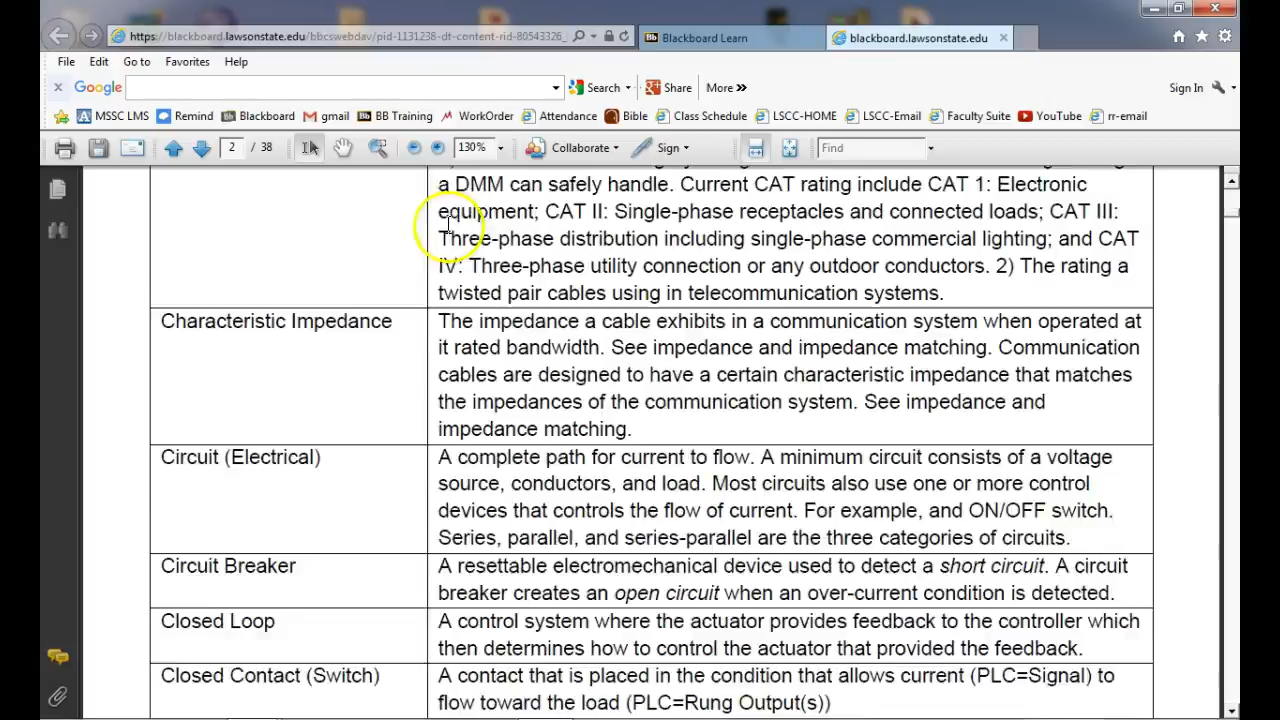 https://blackboard.lawsonstate.edu/bbcswebdav/pid-1131238-dt-content-rid-80543326_
Blackboard Learn
blackboard.lawsonstate.edu
File Edit Go to Favorites Help
x Google Search Share More » Sign In
MSSC LMS Remind Blackboard gmail BB Training WorkOrder Attendance Bible Class Schedule LSCC-HOME LSCC-Email Faculty Suite YouTube rr-email
2 / 38 130% Collaborate Sign Find
a DMM can safely handle. Current CAT rating include CAT 1: Electronic
equipment; CAT II: Single-phase receptacles and connected loads; CAT III:
Three-phase distribution including single-phase commercial lighting; and CAT
IV: Three-phase utility connection or any outdoor conductors. 2) The rating a
twisted pair cables using in telecommunication systems.
Characteristic Impedance
The impedance a cable exhibits in a communication system when operated at
it rated bandwidth. See impedance and impedance matching. Communication
cables are designed to have a certain characteristic impedance that matches
the impedances of the communication system. See impedance and
impedance matching.
Circuit (Electrical)
A complete path for current to flow. A minimum circuit consists of a voltage
source, conductors, and load. Most circuits also use one or more control
devices that controls the flow of current. For example, and ON/OFF switch.
Series, parallel, and series-parallel are the three categories of circuits.
Circuit Breaker
A resettable electromechanical device used to detect a short circuit. A circuit
breaker creates an open circuit when an over-current condition is detected.
Closed Loop
A control system where the actuator provides feedback to the controller which
then determines how to control the actuator that provided the feedback.
Closed Contact (Switch)
A contact that is placed in the condition that allows current (PLC=Signal) to
flow toward the load (PLC=Rung Output(s))